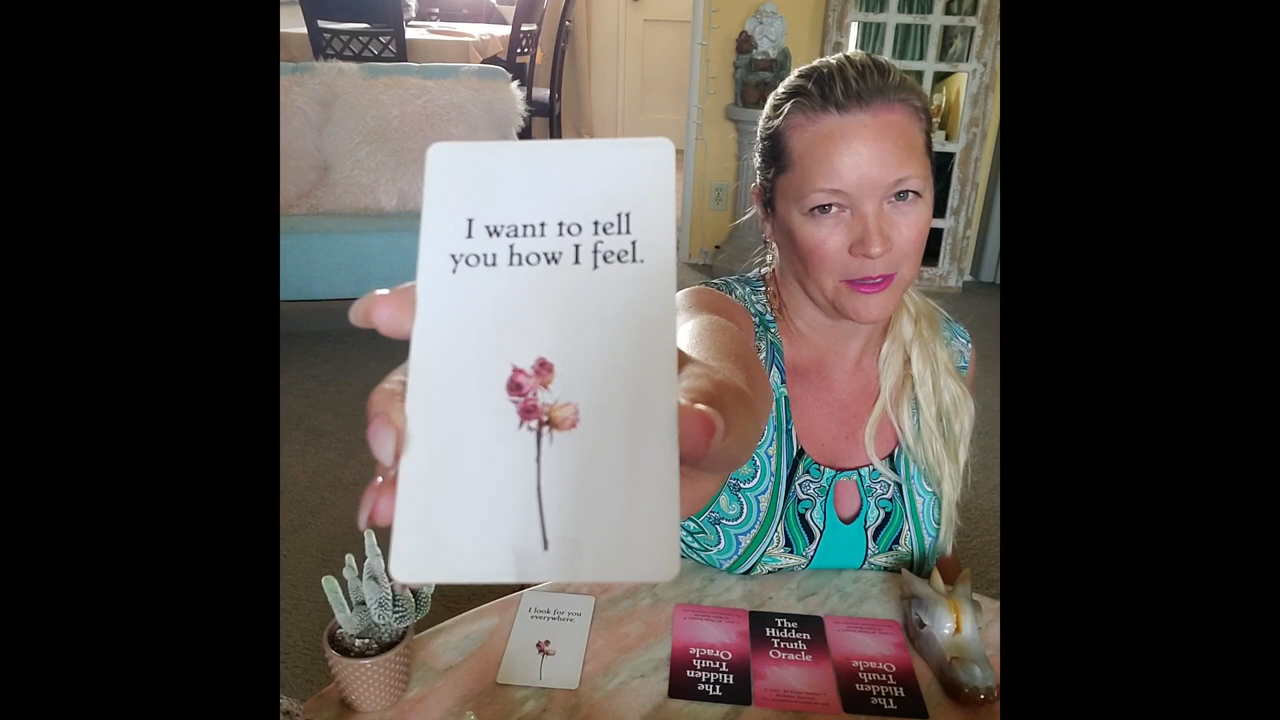 I want to tell
you how I feel.
I look for you
everywhere.
The
Hidden
Truth
Oracle
The
Hidden
Truth
Oracle
The
Hidden
Truth
Oracle